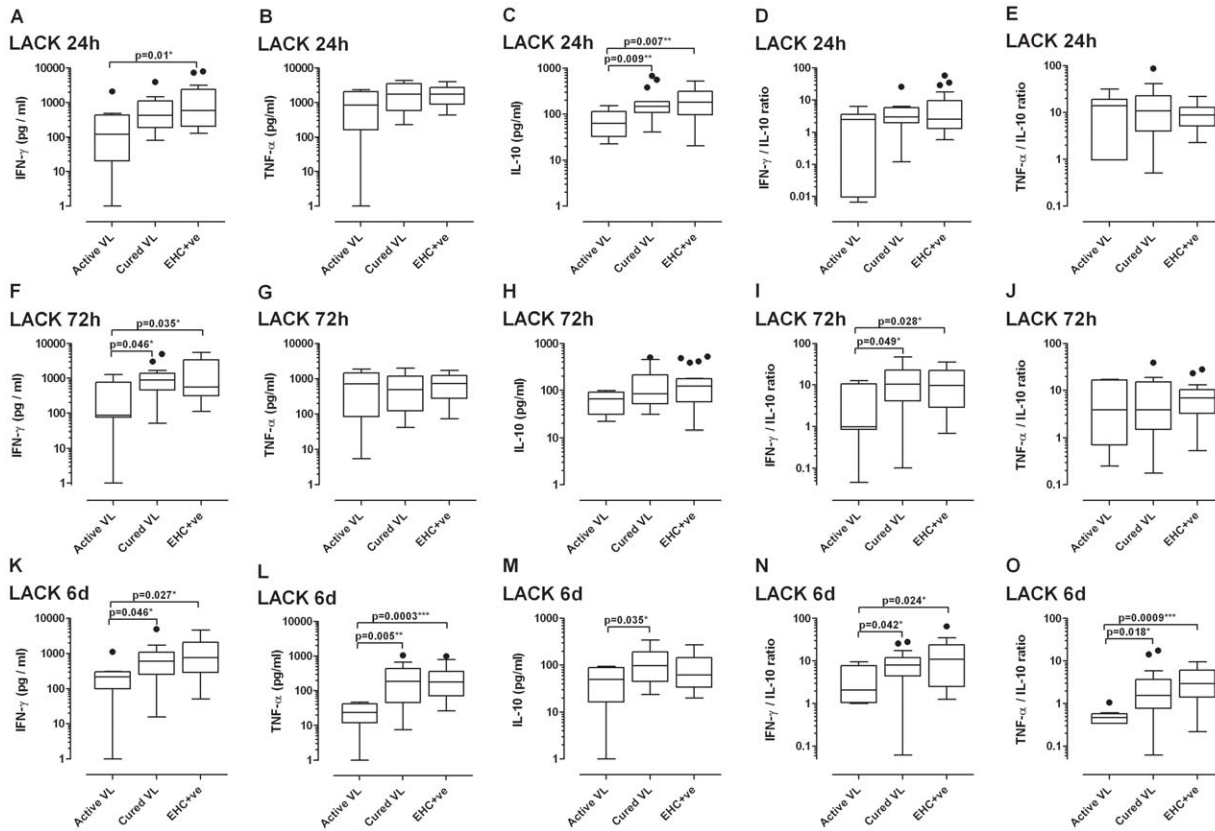 A
LACK 24h
p=0.01*
IFN-γ (pg / ml)
10000
1000
100
10
1
Active VL
Cured VL
EHC+ve
B
LACK 24h
TNF-α (pg/ml)
10000
1000
100
10
1
Active VL
Cured VL
EHC+ve
C
LACK 24h
p=0.007**
p=0.009**
IL-10 (pg/ml)
1000
100
10
1
Active VL
Cured VL
EHC+ve
D
LACK 24h
IFN-γ / IL-10 ratio
100
10
1
0.1
0.01
Active VL
Cured VL
EHC+ve
E
LACK 24h
TNF-α / IL-10 ratio
100
10
1
0.1
Active VL
Cured VL
EHC+ve
F
LACK 72h
p=0.035*
p=0.046*
IFN-γ (pg / ml)
10000
1000
100
10
1
Active VL
Cured VL
EHC+ve
G
LACK 72h
TNF-α (pg/ml)
10000
1000
100
10
1
Active VL
Cured VL
EHC+ve
H
LACK 72h
IL-10 (pg/ml)
1000
100
10
1
Active VL
Cured VL
EHC+ve
I
LACK 72h
p=0.028*
p=0.049*
IFN-γ / IL-10 ratio
100
10
1
0.1
Active VL
Cured VL
EHC+ve
J
LACK 72h
TNF-α / IL-10 ratio
100
10
1
0.1
Active VL
Cured VL
EHC+ve
K
LACK 6d
p=0.027*
p=0.046*
IFN-γ (pg / ml)
10000
1000
100
10
1
Active VL
Cured VL
EHC+ve
L
LACK 6d
p=0.0003***
p=0.005**
TNF-α (pg/ml)
1000
100
10
1
Active VL
Cured VL
EHC+ve
M
LACK 6d
p=0.035*
IL-10 (pg/ml)
1000
100
10
1
Active VL
Cured VL
EHC+ve
N
LACK 6d
p=0.024*
p=0.042*
IFN-γ / IL-10 ratio
100
10
1
0.1
Active VL
Cured VL
EHC+ve
O
LACK 6d
p=0.0009***
p=0.018*
TNF-α / IL-10 ratio
100
10
1
0.1
Active VL
Cured VL
EHC+ve